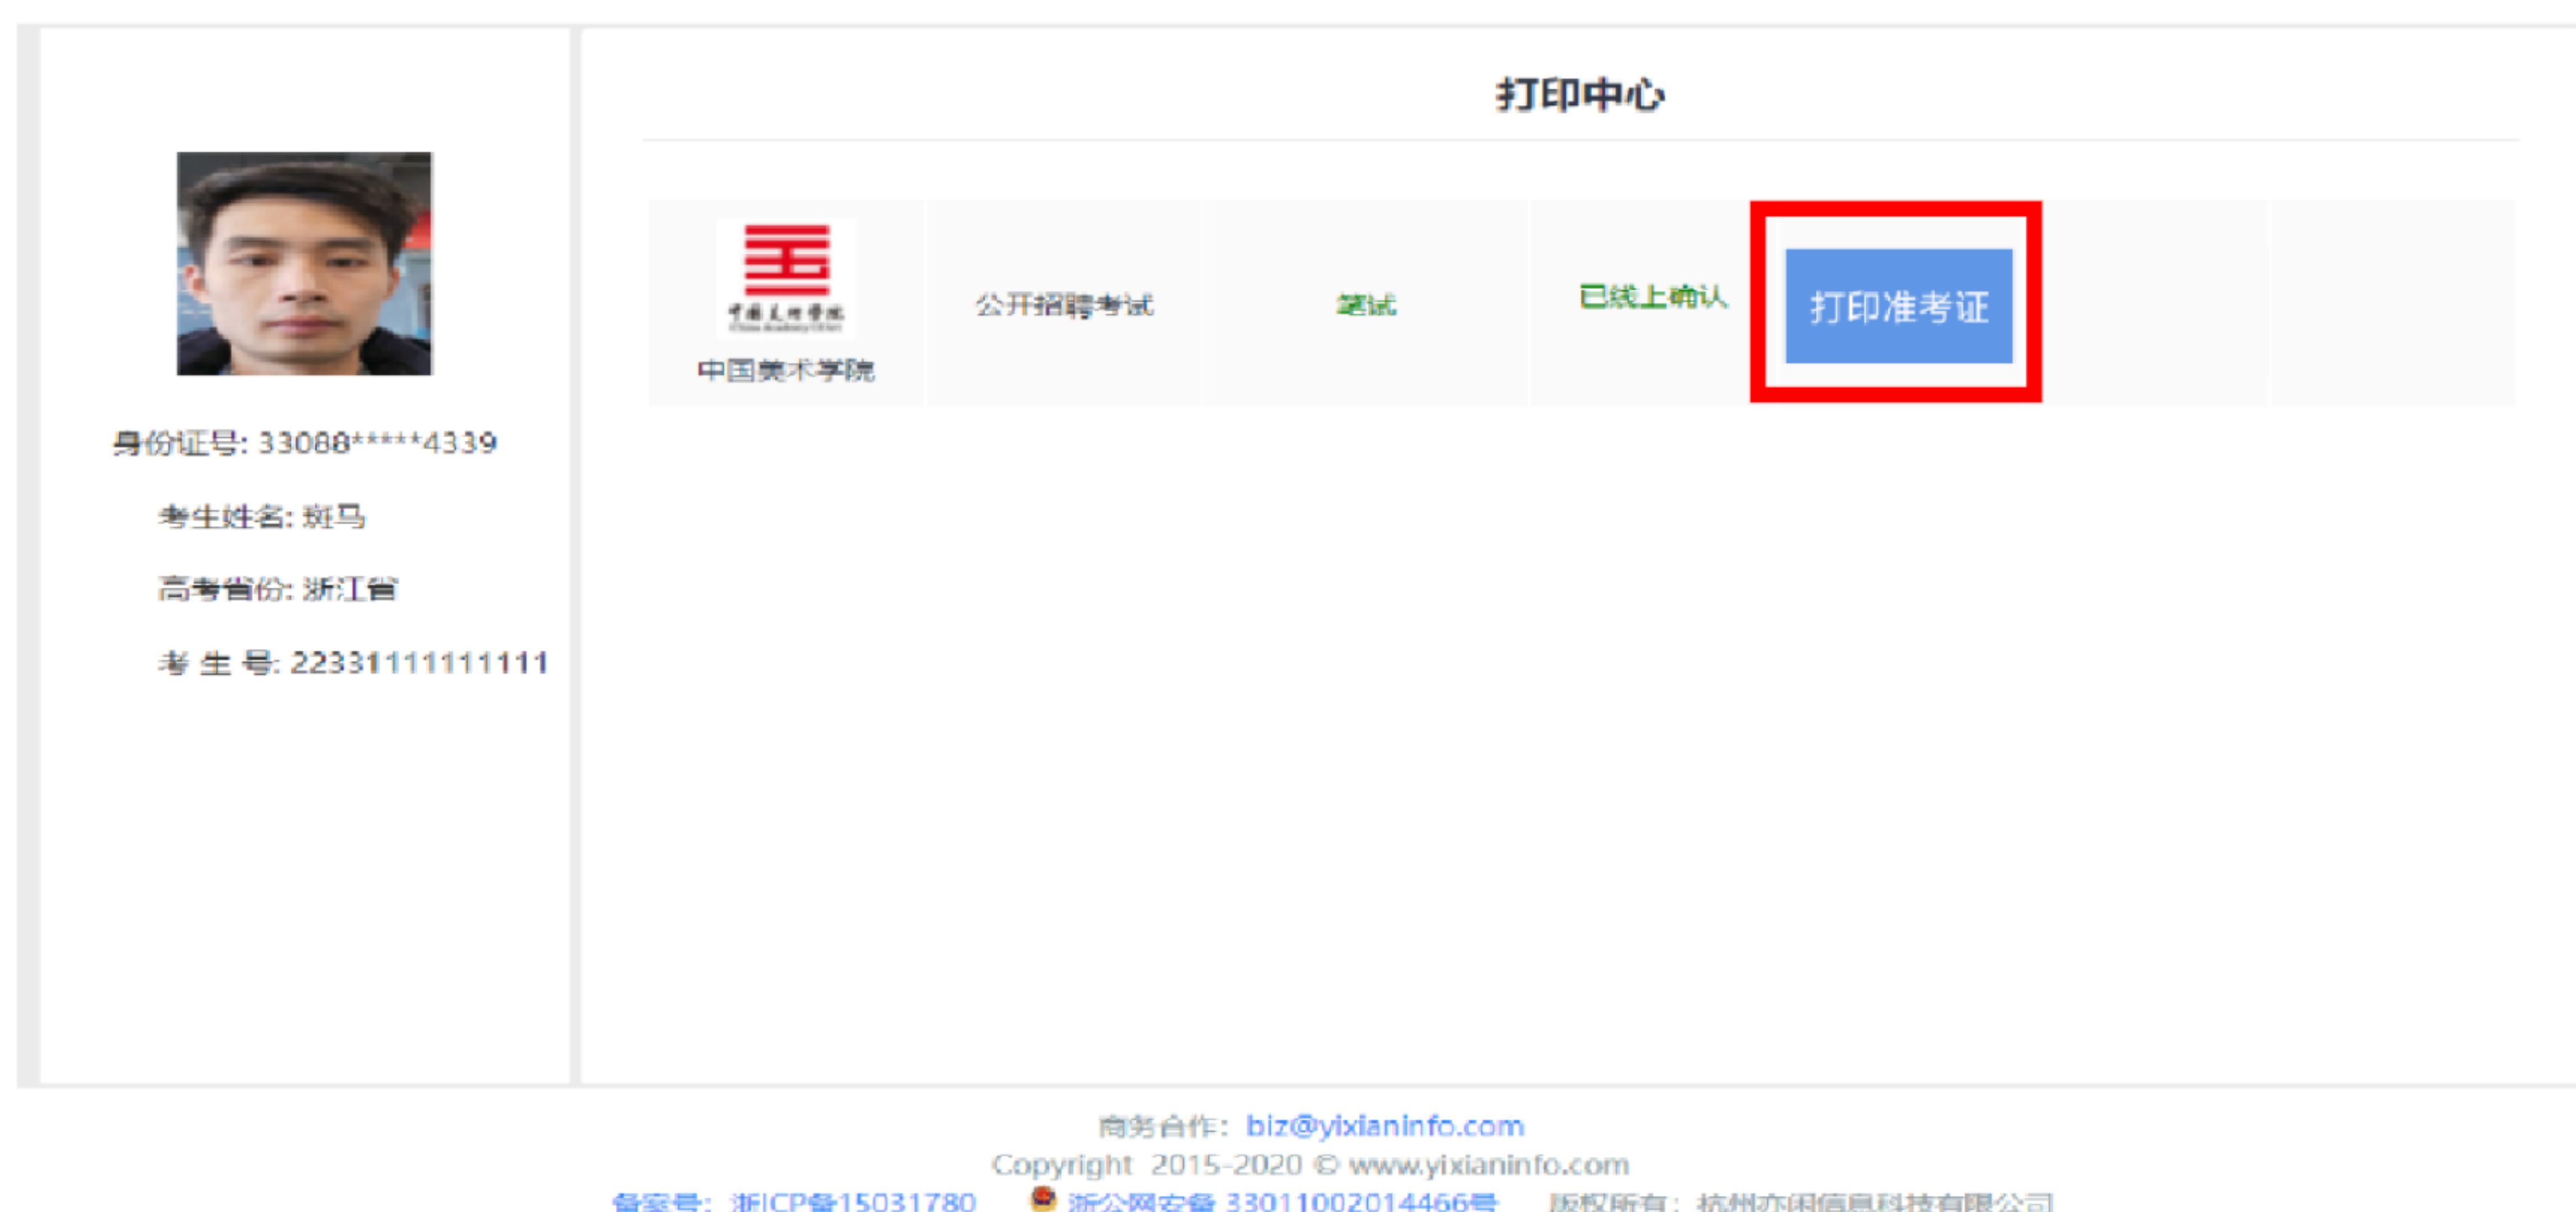 打印中心
中国美术学院
中国美术学院
公开招聘考试
笔试
已线上确认
打印准考证
身份证号: 33088*****4339
考生姓名: 斑马
高考省份: 浙江省
考 生 号: 22331111111111
商务合作: biz@yixianinfo.com
Copyright 2015-2020 © www.yixianinfo.com
备案号: 浙ICP备15031780 浙公网安备 33011002014466号 版权所有: 杭州亦闲信息科技有限公司